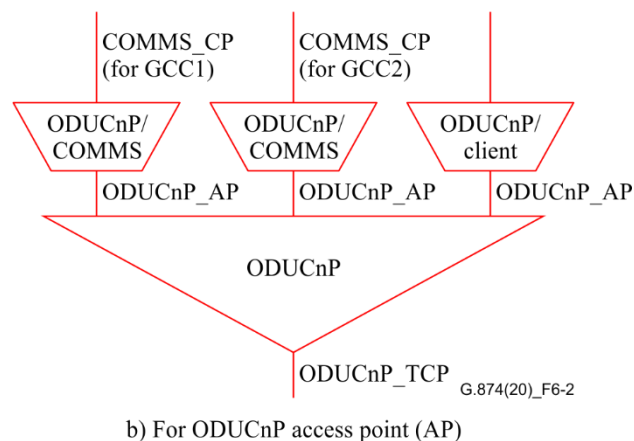 COMMS_CP
(for GCC1)
COMMS_CP
(for GCC2)
ODUCnP/
COMMS
ODUCnP/
COMMS
ODUCnP/
client
ODUCnP_AP
ODUCnP_AP
ODUCnP_AP
ODUCnP
ODUCnP_TCP
G.874(20)_F6-2
b) For ODUCnP access point (AP)